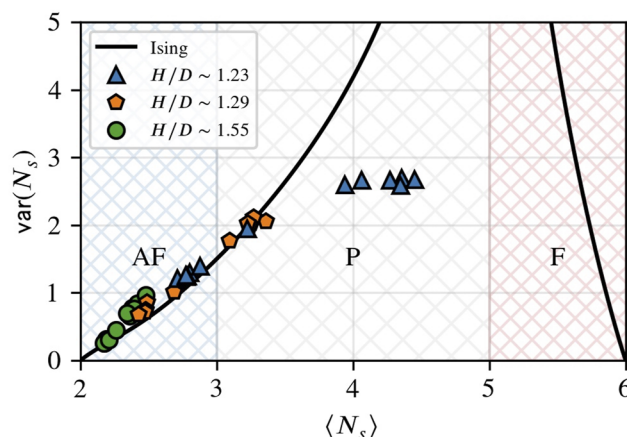 5
4
3
2
1
0
var(N_s)
Ising
H/D ~ 1.23
H/D ~ 1.29
H/D ~ 1.55
AF
P
F
2
3
4
5
6
⟨N_s⟩